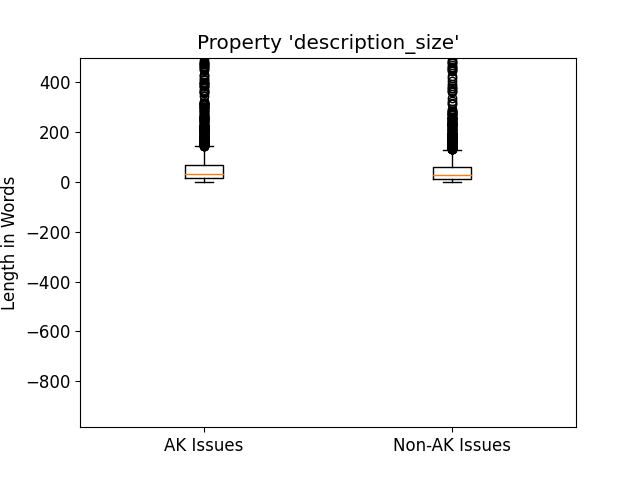 Property 'description_size'
400
200
0
−200
−400
−600
−800
Length in Words
AK Issues
Non-AK Issues